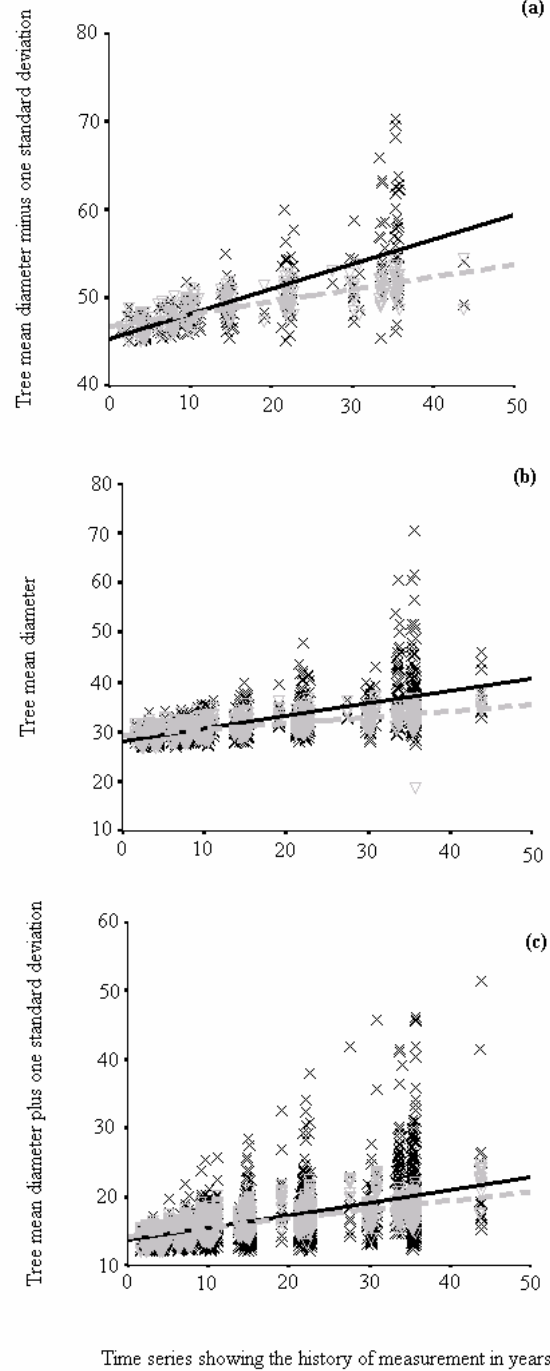 (a)
Tree mean diameter minus one standard deviation
80
70
60
50
40
0 10 20 30 40 50
(b)
Tree mean diameter
80
70
60
50
40
30
20
10
0 10 20 30 40 50
(c)
Tree mean diameter plus one standard deviation
60
50
40
30
20
10
0 10 20 30 40 50
Time series showing the history of measurement in years